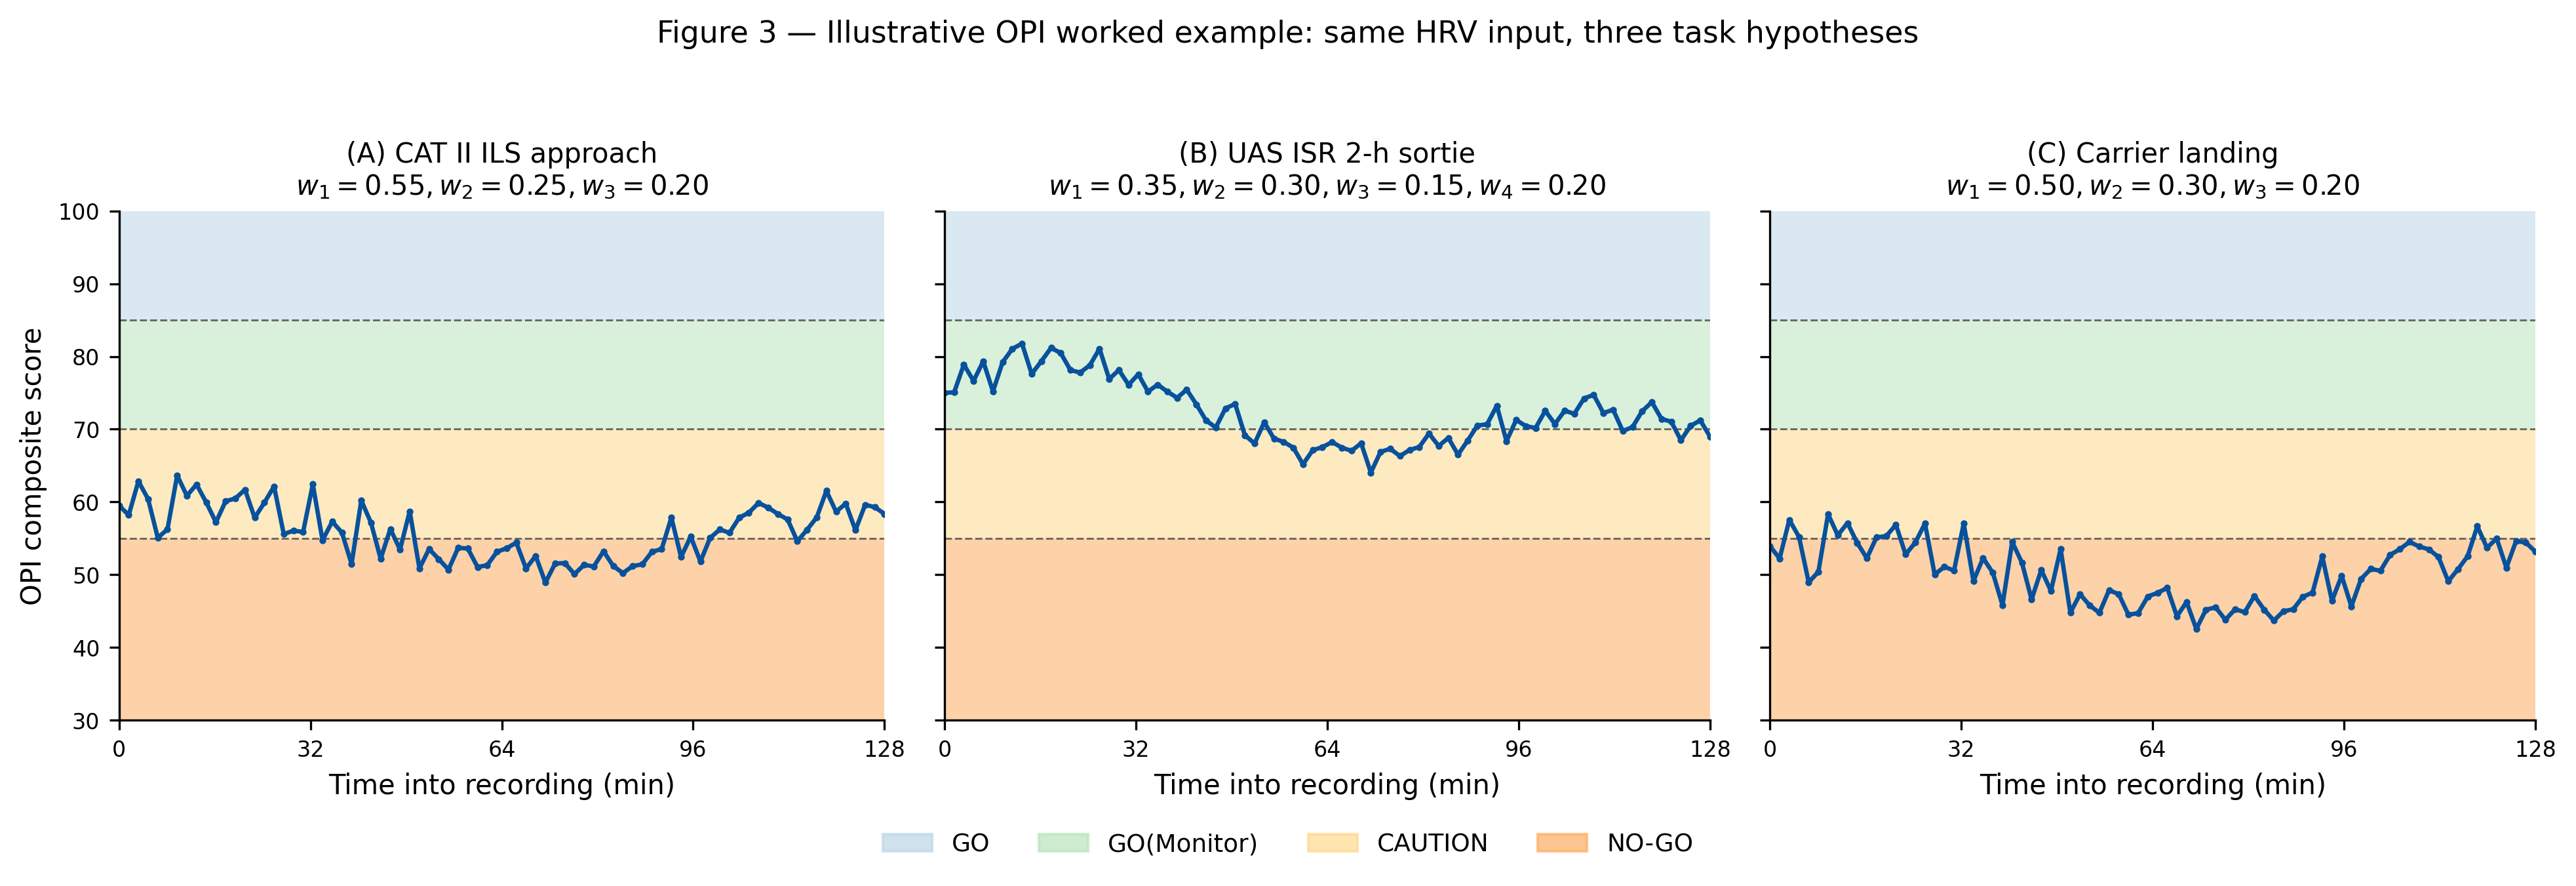 Figure 3 — Illustrative OPI worked example: same HRV input, three task hypotheses
(A) CAT II ILS approach
w₁ = 0.55, w₂ = 0.25, w₃ = 0.20
(B) UAS ISR 2-h sortie
w₁ = 0.35, w₂ = 0.30, w₃ = 0.15, w₄ = 0.20
(C) Carrier landing
w₁ = 0.50, w₂ = 0.30, w₃ = 0.20
OPI composite score
100
90
80
70
60
50
40
30
0 32 64 96 128
0 32 64 96 128
0 32 64 96 128
Time into recording (min)
Time into recording (min)
Time into recording (min)
GO GO(Monitor) CAUTION NO-GO